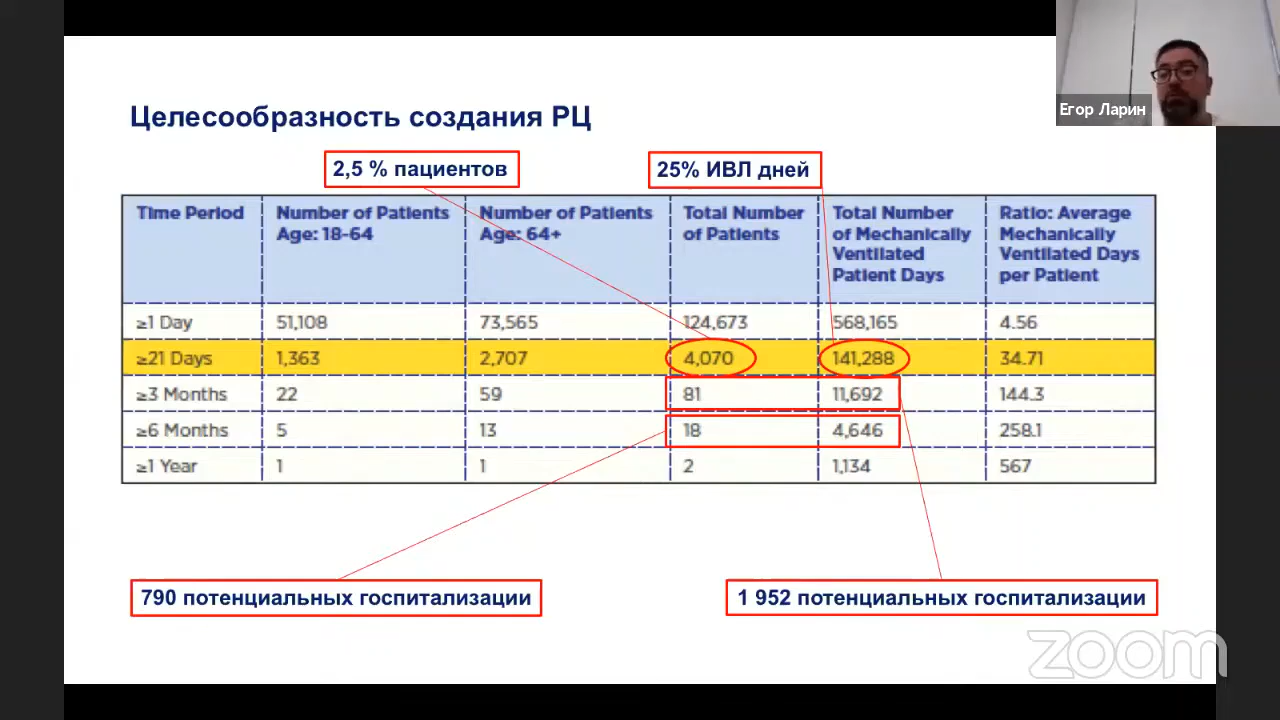 Егор Ларин
Целесообразность создания РЦ
2,5 % пациентов
25% ИВЛ дней
Time Period
Number of Patients
Age: 18-64
Number of Patients
Age: 64+
Total Number
of Patients
Total Number
of Mechanically
Ventilated
Patient Days
Ratio: Average
Mechanically
Ventilated Days
per Patient
≥1 Day 51,108 73,565 124,673 568,165 4.56
≥21 Days 1,363 2,707 4,070 141,288 34.71
≥3 Months 22 59 81 11,692 144.3
≥6 Months 5 13 18 4,646 258.1
≥1 Year 1 1 2 1,134 567
790 потенциальных госпитализации
1 952 потенциальных госпитализации
zoom